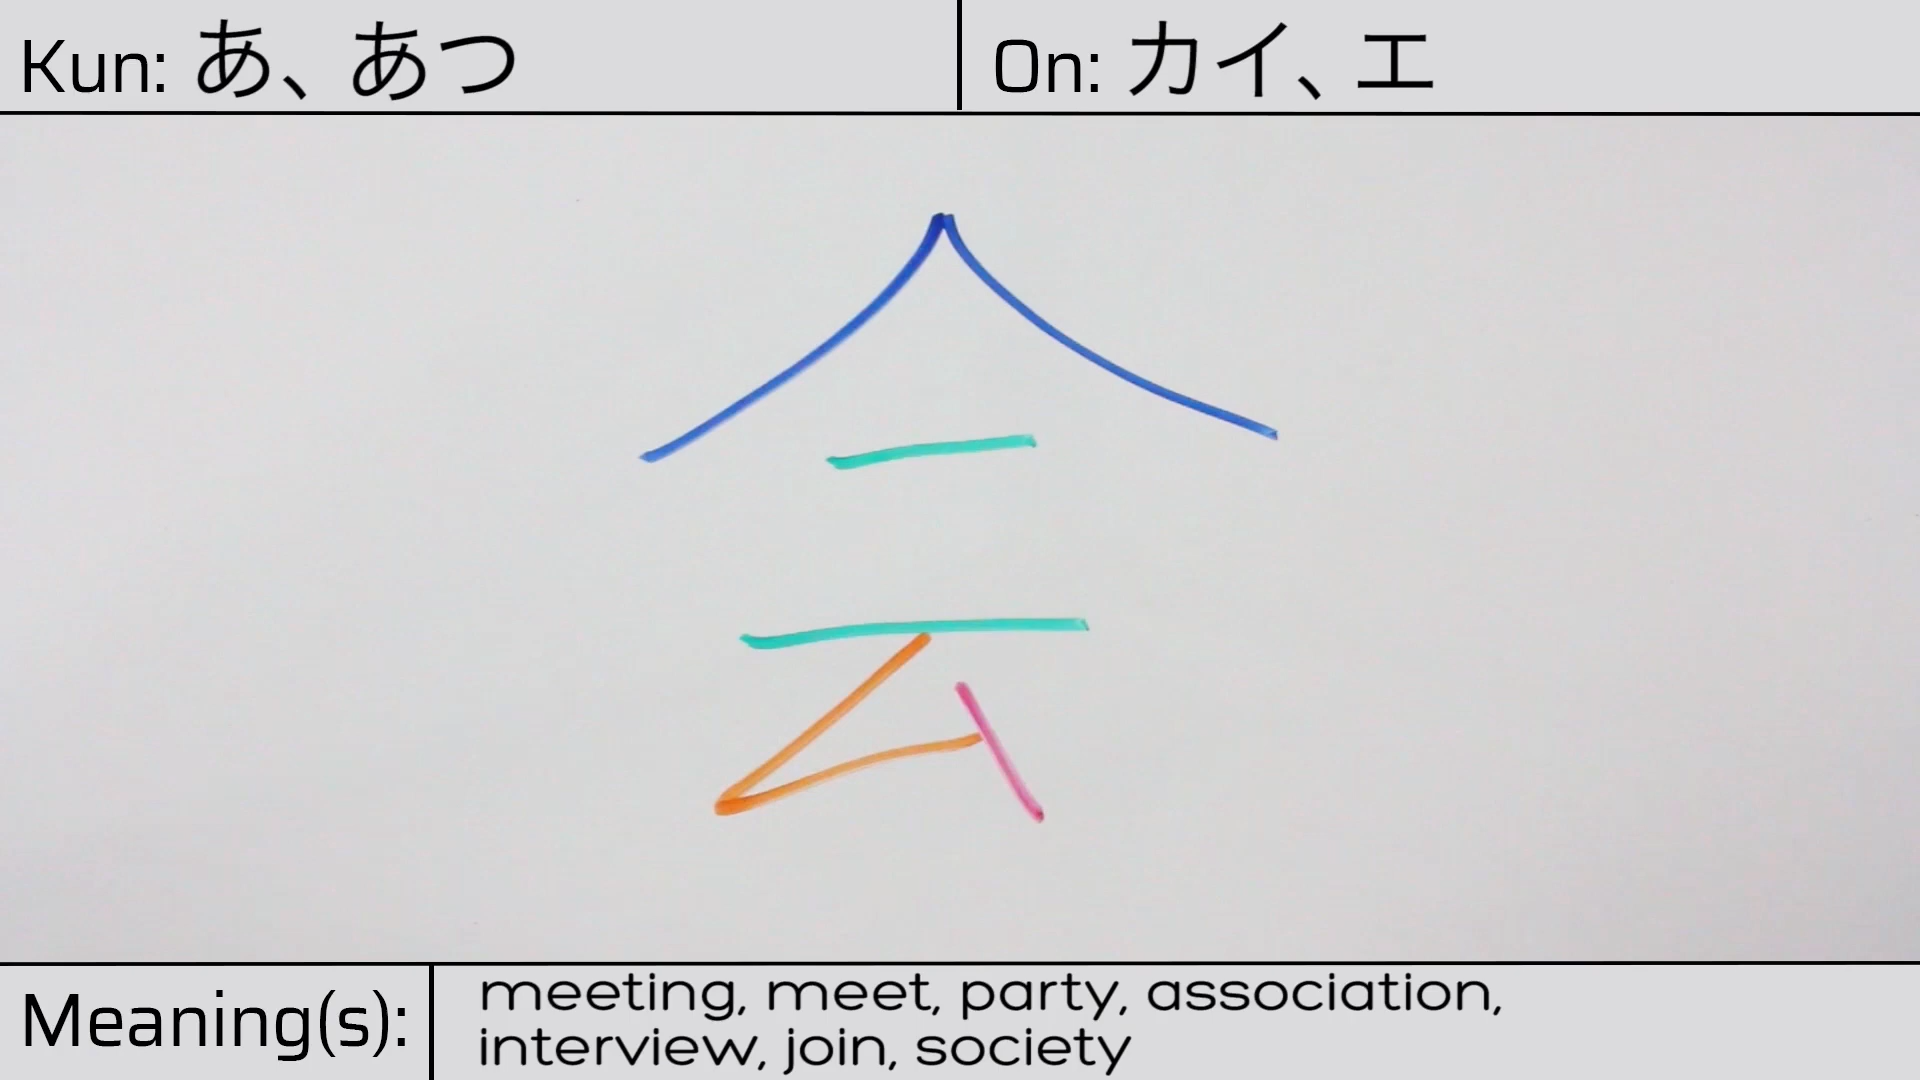 Kun: あ、あつ
On: カイ、エ
会
Meaning(s):
meeting, meet, party, association,
interview, join, society